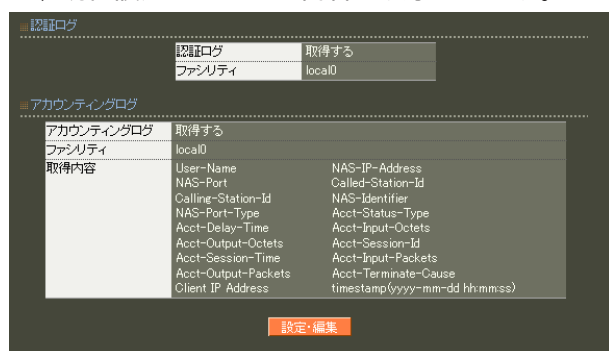 認証ログ
認証ログ 取得する
ファシリティ local0
アカウンティングログ
アカウンティングログ 取得する
ファシリティ local0
取得内容 User-Name NAS-IP-Address
NAS-Port Called-Station-Id
Calling-Station-Id NAS-Identifier
NAS-Port-Type Acct-Status-Type
Acct-Delay-Time Acct-Input-Octets
Acct-Output-Octets Acct-Session-Id
Acct-Session-Time Acct-Input-Packets
Acct-Output-Packets Acct-Terminate-Cause
Client IP Address timestamp(yyyy-mm-dd hh:mm:ss)
設定・編集